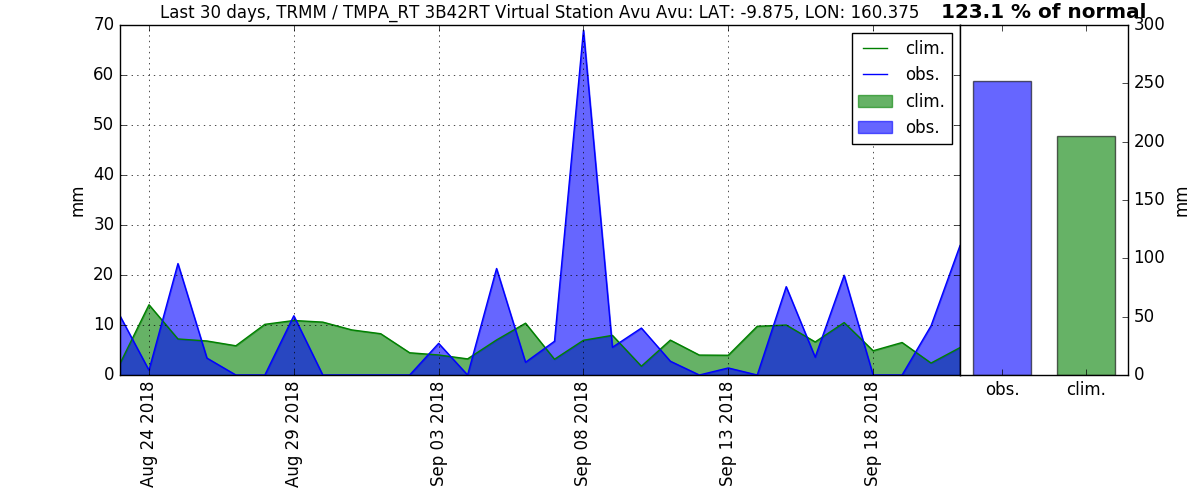 Last 30 days, TRMM / TMPA_RT 3B42RT Virtual Station Avu Avu: LAT: -9.875, LON: 160.375
123.1 % of normal
70
60
50
40
30
20
10
0
mm
clim.
obs.
clim.
obs.
Aug 24 2018
Aug 29 2018
Sep 03 2018
Sep 08 2018
Sep 13 2018
Sep 18 2018
300
250
200
150
100
50
0
mm
obs.
clim.